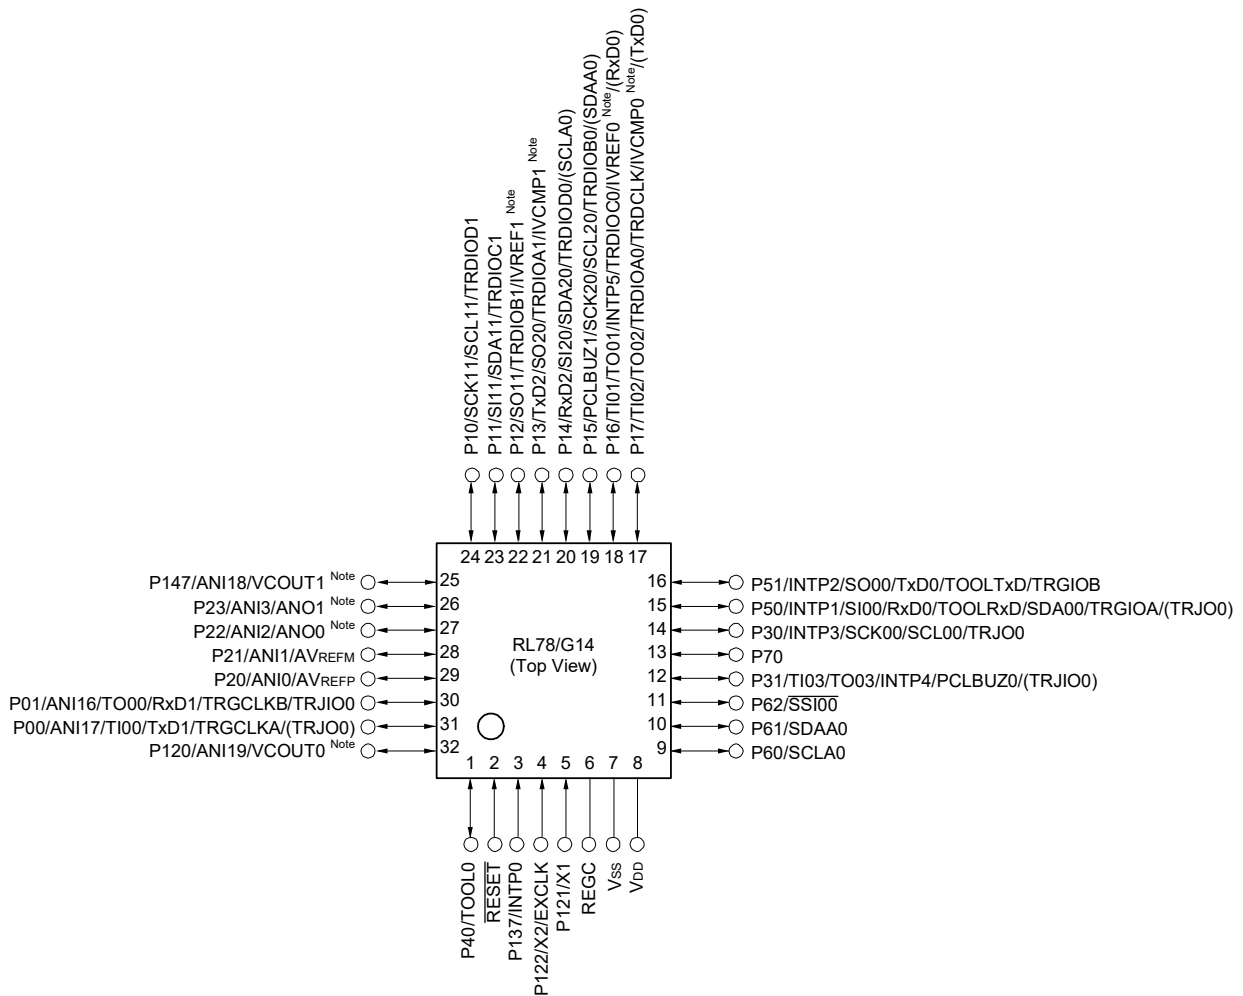 P10/SCK11/SCL11/TRDIOD1
P11/SI11/SDA11/TRDIOC1
P12/SO11/TRDIOB1/IVREF1 Note
P13/TxD2/SO20/TRDIOA1/IVCMP1 Note
P14/RxD2/SI20/SDA20/TRDIOD0/(SCLA0)
P15/PCLBUZ1/SCK20/SCL20/TRDIOB0/(SDAA0)
P16/TI01/TO01/INTP5/TRDIOC0/IVREF0 Note/(RxD0)
P17/TI02/TO02/TRDIOA0/TRDCLK/IVCMP0 Note/(TxD0)
24 23 22 21 20 19 18 17
P147/ANI18/VCOUT1 Note 25
P23/ANI3/ANO1 Note 26
P22/ANI2/ANO0 Note 27
P21/ANI1/AVREFM 28
P20/ANI0/AVREFP 29
P01/ANI16/TO00/RxD1/TRGCLKB/TRJIO0 30
P00/ANI17/TI00/TxD1/TRGCLKA/(TRJO0) 31
P120/ANI19/VCOUT0 Note 32
RL78/G14
(Top View)
16 P51/INTP2/SO00/TxD0/TOOLTxD/TRGIOB
15 P50/INTP1/SI00/RxD0/TOOLRxD/SDA00/TRGIOA/(TRJO0)
14 P30/INTP3/SCK00/SCL00/TRJO0
13 P70
12 P31/TI03/TO03/INTP4/PCLBUZ0/(TRJIO0)
11 P62/SSI00
10 P61/SDAA0
9 P60/SCLA0
1 2 3 4 5 6 7 8
P40/TOOL0
RESET
P137/INTP0
P122/X2/EXCLK
P121/X1
REGC
VSS
VDD